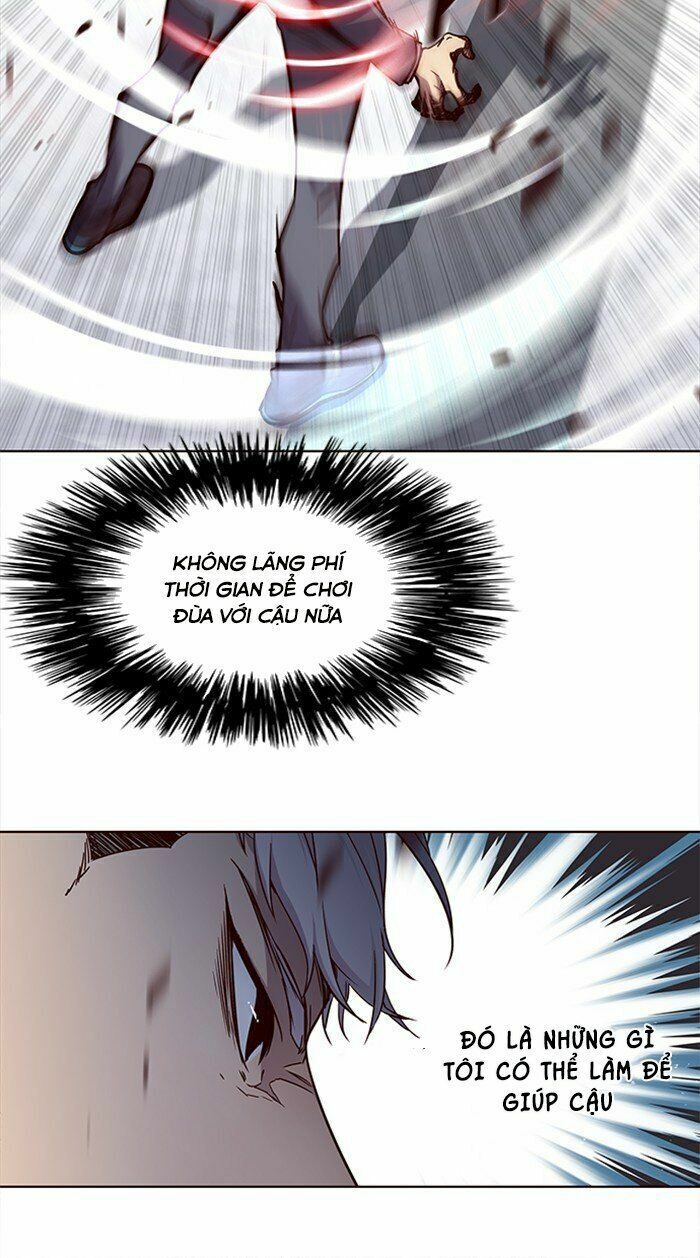 KHÔNG LÃNG PHÍ
THỜI GIAN ĐỂ CHƠI
ĐÙA VỚI CẬU NỮA
ĐÓ LÀ NHỮNG GÌ
TÔI CÓ THỂ LÀM ĐỂ
GIÚP CẬU